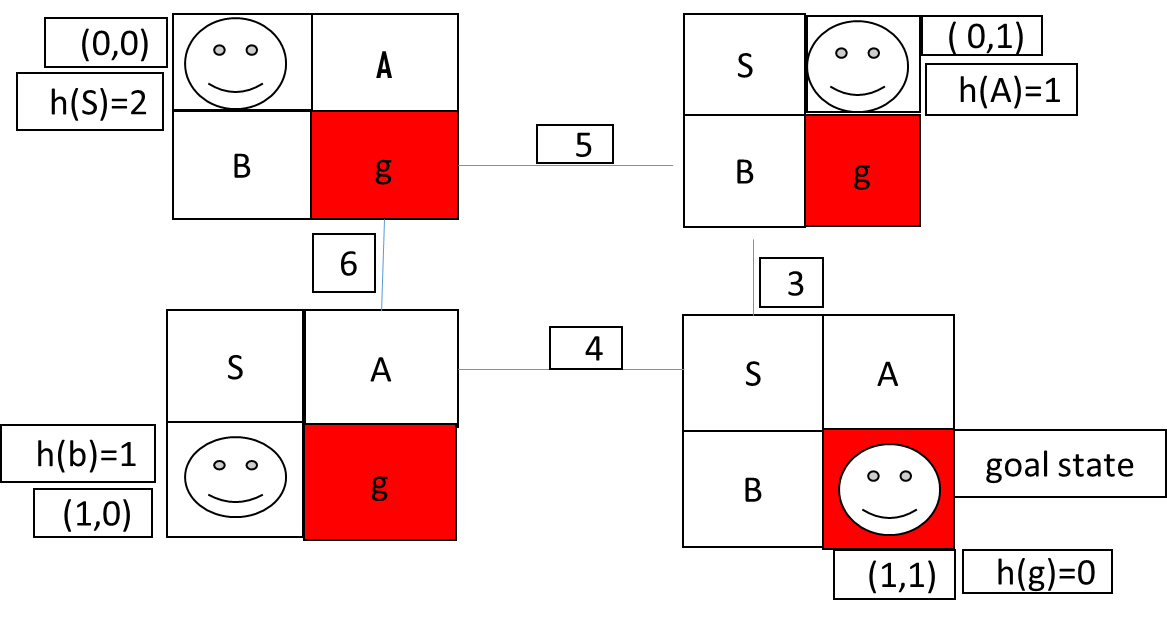 (0,0)
h(S)=2
A
B
g
5
S
( 0,1)
h(A)=1
B
g
6
3
S
A
h(b)=1
(1,0)
g
4
S
A
B
goal state
(1,1)
h(g)=0